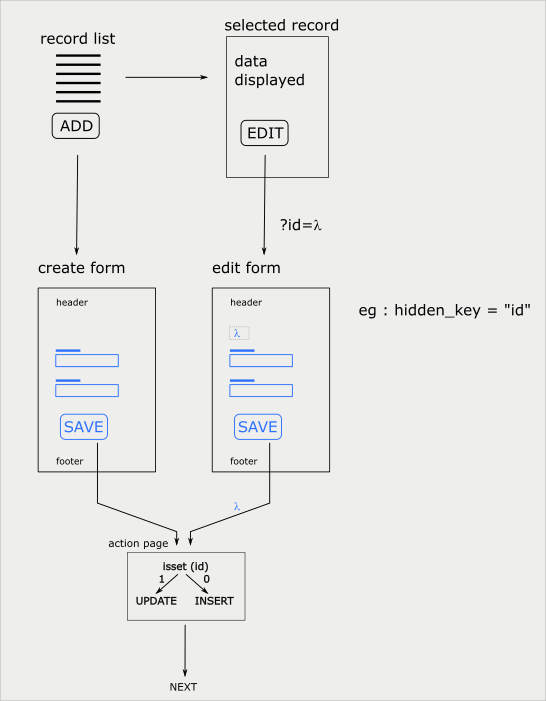 record list
selected record
data
displayed
ADD
EDIT
?id=λ
create form
edit form
header
header
eg : hidden_key = "id"
λ
SAVE
SAVE
footer
footer
λ
action page
isset (id)
1 0
UPDATE INSERT
NEXT